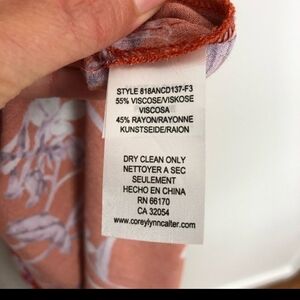 STYLE 818ANCD137-F3
55% VISCOSE/VISKOSE
VISCOSA
45% RAYON/RAYONNE
KUNSTSEIDE/RAION
DRY CLEAN ONLY
NETTOYER A SEC
SEULEMENT
HECHO EN CHINA
RN 66170
CA 32054
www.coreylynncalter.com